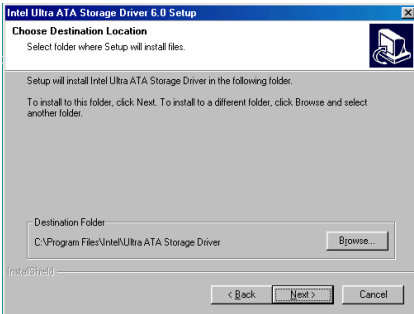 Intel Ultra ATA Storage Driver 6.0 Setup
Choose Destination Location
Select folder where Setup will install files.
Setup will install Intel Ultra ATA Storage Driver in the following folder.
To install to this folder, click Next. To install to a different folder, click Browse and select
another folder.
Destination Folder
C:\Program Files\Intel\Ultra ATA Storage Driver
Browse...
InstallShield
< Back
Next >
Cancel